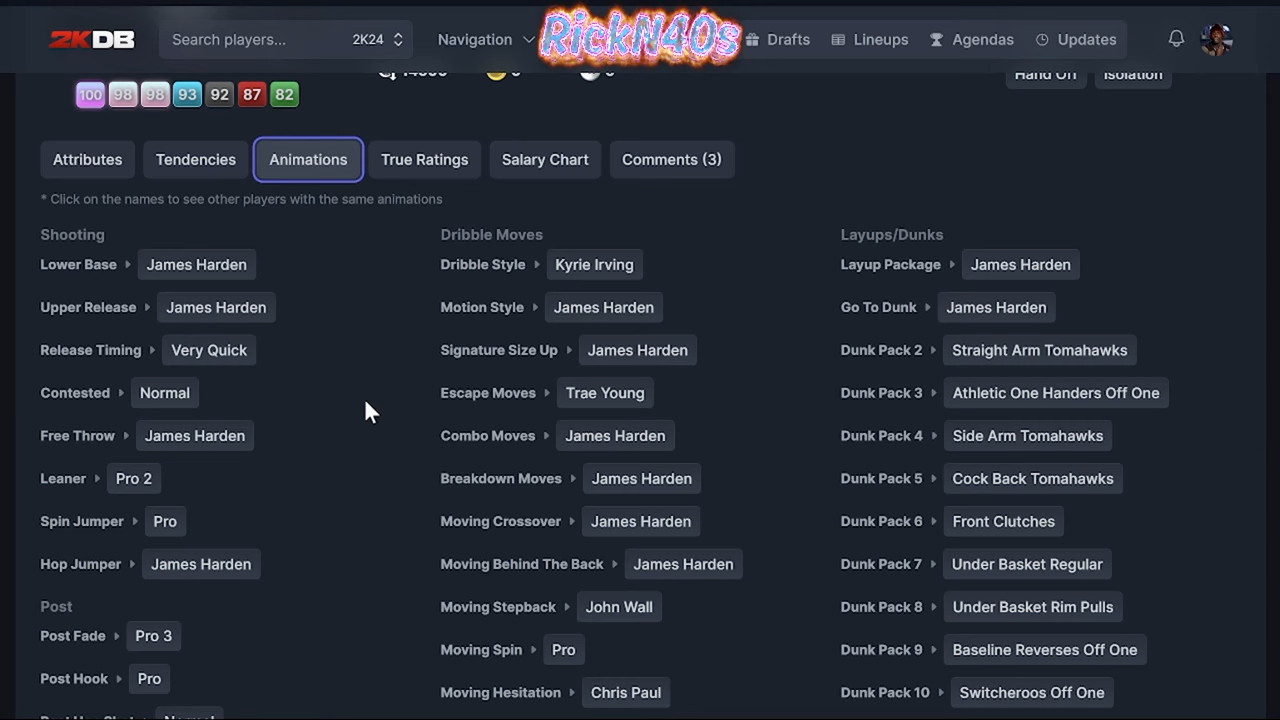 2KDB
Search players...
2K24
Navigation
RickN40s
Drafts
Lineups
Agendas
Updates
Hand Off
Isolation
100 98 98 93 92 87 82
Attributes
Tendencies
Animations
True Ratings
Salary Chart
Comments (3)
* Click on the names to see other players with the same animations
Shooting
Lower Base James Harden
Upper Release James Harden
Release Timing Very Quick
Contested Normal
Free Throw James Harden
Leaner Pro 2
Spin Jumper Pro
Hop Jumper James Harden
Post
Post Fade Pro 3
Post Hook Pro
Dribble Moves
Dribble Style Kyrie Irving
Motion Style James Harden
Signature Size Up James Harden
Escape Moves Trae Young
Combo Moves James Harden
Breakdown Moves James Harden
Moving Crossover James Harden
Moving Behind The Back James Harden
Moving Stepback John Wall
Moving Spin Pro
Moving Hesitation Chris Paul
Layups/Dunks
Layup Package James Harden
Go To Dunk James Harden
Dunk Pack 2 Straight Arm Tomahawks
Dunk Pack 3 Athletic One Handers Off One
Dunk Pack 4 Side Arm Tomahawks
Dunk Pack 5 Cock Back Tomahawks
Dunk Pack 6 Front Clutches
Dunk Pack 7 Under Basket Regular
Dunk Pack 8 Under Basket Rim Pulls
Dunk Pack 9 Baseline Reverses Off One
Dunk Pack 10 Switcheroos Off One